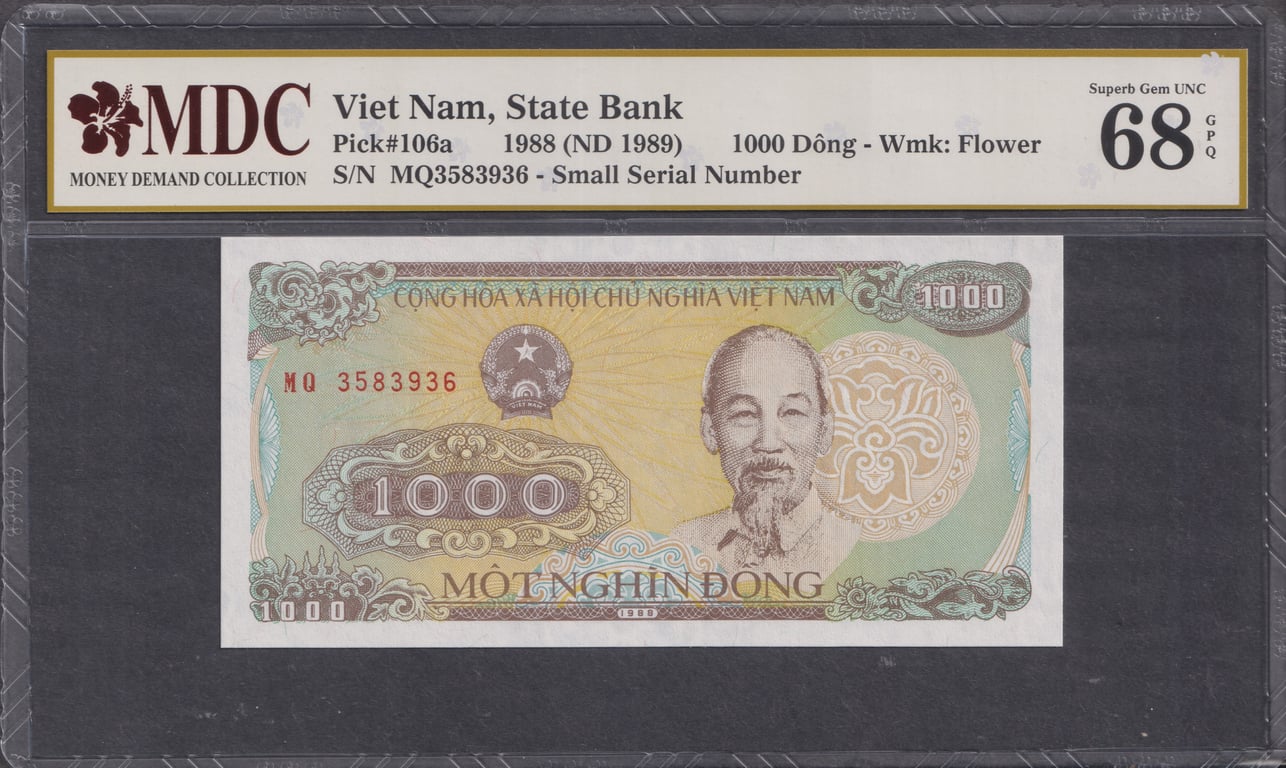 MDC
MONEY DEMAND COLLECTION
Viet Nam, State Bank
Pick#106a 1988 (ND 1989) 1000 Dông - Wmk: Flower
S/N MQ3583936 - Small Serial Number
Superb Gem UNC
68
GPQ
CỘNG HÒA XÃ HỘI CHỦ NGHĨA VIỆT NAM
1000
MQ 3583936
VIỆT NAM
1000
MỘT NGHÌN ĐỒNG
1000
1988